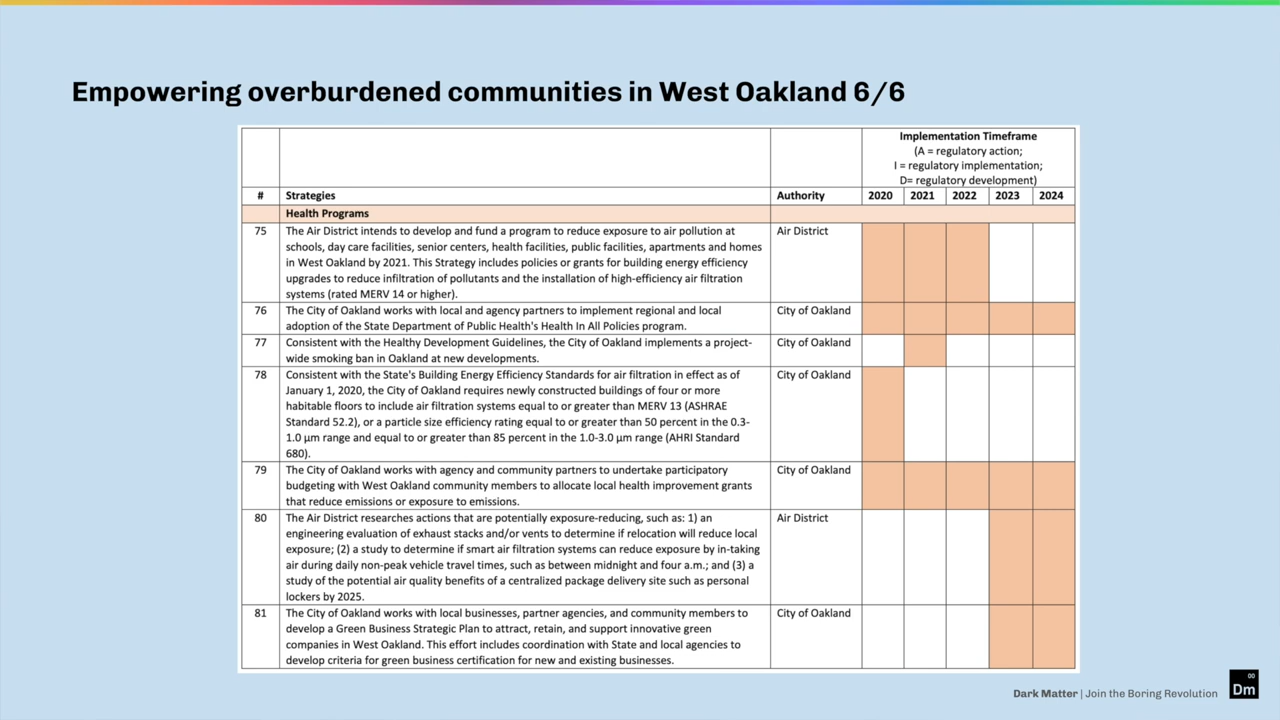 Empowering overburdened communities in West Oakland 6/6
Implementation Timeframe
(A = regulatory action;
I = regulatory implementation;
D= regulatory development)
# Strategies Authority 2020 2021 2022 2023 2024
Health Programs
75 The Air District intends to develop and fund a program to reduce exposure to air pollution at Air District
schools, day care facilities, senior centers, health facilities, public facilities, apartments and homes
in West Oakland by 2021. This Strategy includes policies or grants for building energy efficiency
upgrades to reduce infiltration of pollutants and the installation of high-efficiency air filtration
systems (rated MERV 14 or higher).
76 The City of Oakland works with local and agency partners to implement regional and local City of Oakland
adoption of the State Department of Public Health's Health In All Policies program.
77 Consistent with the Healthy Development Guidelines, the City of Oakland implements a project- City of Oakland
wide smoking ban in Oakland at new developments.
78 Consistent with the State's Building Energy Efficiency Standards for air filtration in effect as of City of Oakland
January 1, 2020, the City of Oakland requires newly constructed buildings of four or more
habitable floors to include air filtration systems equal to or greater than MERV 13 (ASHRAE
Standard 52.2), or a particle size efficiency rating equal to or greater than 50 percent in the 0.3-
1.0 μm range and equal to or greater than 85 percent in the 1.0-3.0 μm range (AHRI Standard
680).
79 The City of Oakland works with agency and community partners to undertake participatory City of Oakland
budgeting with West Oakland community members to allocate local health improvement grants
that reduce emissions or exposure to emissions.
80 The Air District researches actions that are potentially exposure-reducing, such as: 1) an Air District
engineering evaluation of exhaust stacks and/or vents to determine if relocation will reduce local
exposure; (2) a study to determine if smart air filtration systems can reduce exposure by in-taking
air during daily non-peak vehicle travel times, such as between midnight and four a.m.; and (3) a
study of the potential air quality benefits of a centralized package delivery site such as personal
lockers by 2025.
81 The City of Oakland works with local businesses, partner agencies, and community members to City of Oakland
develop a Green Business Strategic Plan to attract, retain, and support innovative green
companies in West Oakland. This effort includes coordination with State and local agencies to
develop criteria for green business certification for new and existing businesses.
Dark Matter | Join the Boring Revolution
00
Dm